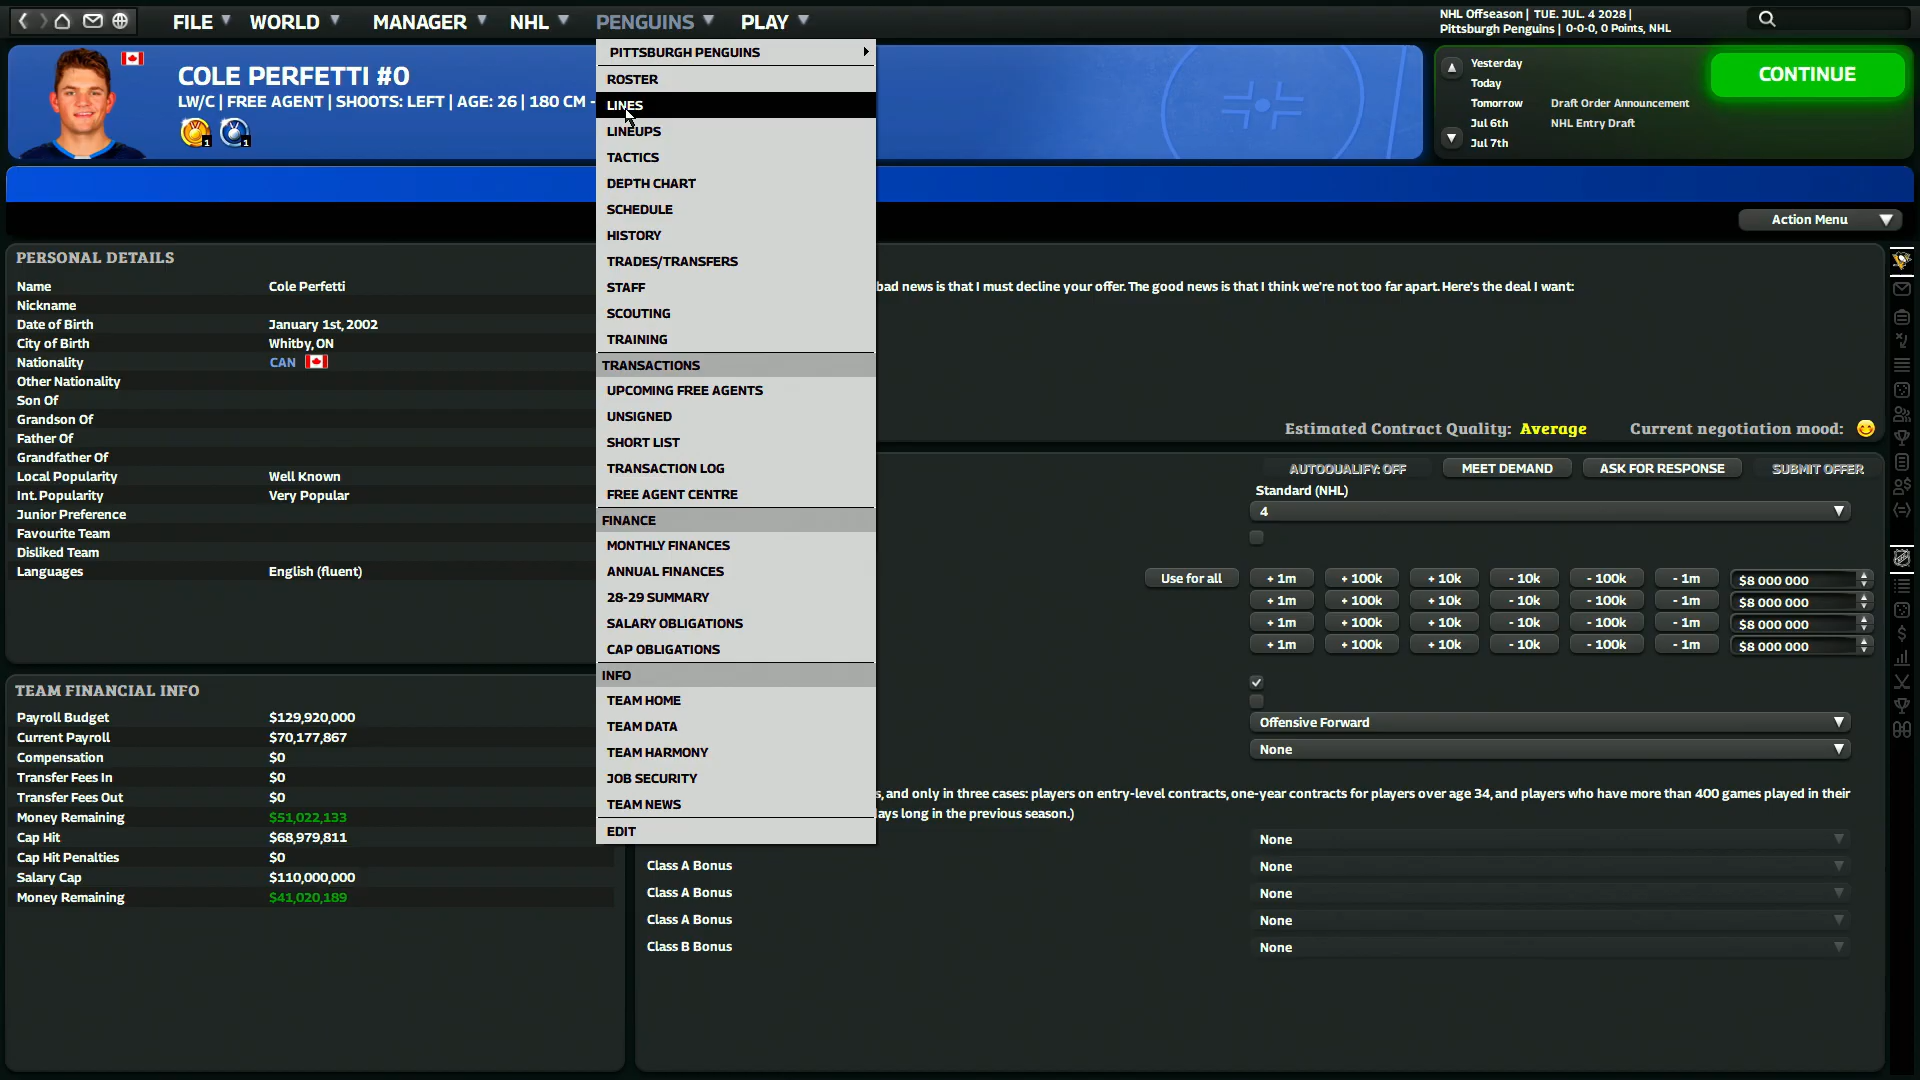 FILE WORLD MANAGER NHL PENGUINS PLAY
NHL Offseason | TUE. JUL. 4 2028 |
Pittsburgh Penguins | 0-0-0, 0 Points, NHL
COLE PERFETTI #0
LW/C | FREE AGENT | SHOOTS: LEFT | AGE: 26 | 180 CM -
1 1
Yesterday
Today
Tomorrow Draft Order Announcement
Jul 6th NHL Entry Draft
Jul 7th
CONTINUE
PITTSBURGH PENGUINS
ROSTER
LINES
LINEUPS
TACTICS
DEPTH CHART
SCHEDULE
HISTORY
TRADES/TRANSFERS
STAFF
SCOUTING
TRAINING
TRANSACTIONS
UPCOMING FREE AGENTS
UNSIGNED
SHORT LIST
TRANSACTION LOG
FREE AGENT CENTRE
FINANCE
MONTHLY FINANCES
ANNUAL FINANCES
28-29 SUMMARY
SALARY OBLIGATIONS
CAP OBLIGATIONS
INFO
TEAM HOME
TEAM DATA
TEAM HARMONY
JOB SECURITY
TEAM NEWS
EDIT
Action Menu
PERSONAL DETAILS
Name Cole Perfetti
Nickname
Date of Birth January 1st, 2002
City of Birth Whitby, ON
Nationality CAN
Other Nationality
Son Of
Grandson Of
Father Of
Grandfather Of
Local Popularity Well Known
Int. Popularity Very Popular
Junior Preference
Favourite Team
Disliked Team
Languages English (fluent)
TEAM FINANCIAL INFO
Payroll Budget $129,920,000
Current Payroll $70,177,867
Compensation $0
Transfer Fees In $0
Transfer Fees Out $0
Money Remaining $51,022,133
Cap Hit $68,979,811
Cap Hit Penalties $0
Salary Cap $110,000,000
Money Remaining $41,020,189
bad news is that I must decline your offer. The good news is that I think we're not too far apart. Here's the deal I want:
Estimated Contract Quality: Average Current negotiation mood:
AUTOQUALIFY: OFF MEET DEMAND ASK FOR RESPONSE SUBMIT OFFER
Standard (NHL)
4
Use for all + 1m + 100k + 10k - 10k - 100k - 1m $8 000 000
+ 1m + 100k + 10k - 10k - 100k - 1m $8 000 000
+ 1m + 100k + 10k - 10k - 100k - 1m $8 000 000
+ 1m + 100k + 10k - 10k - 100k - 1m $8 000 000
Offensive Forward
None
s, and only in three cases: players on entry-level contracts, one-year contracts for players over age 34, and players who have more than 400 games played in their
ays long in the previous season.)
None
Class A Bonus None
Class A Bonus None
Class A Bonus None
Class B Bonus None